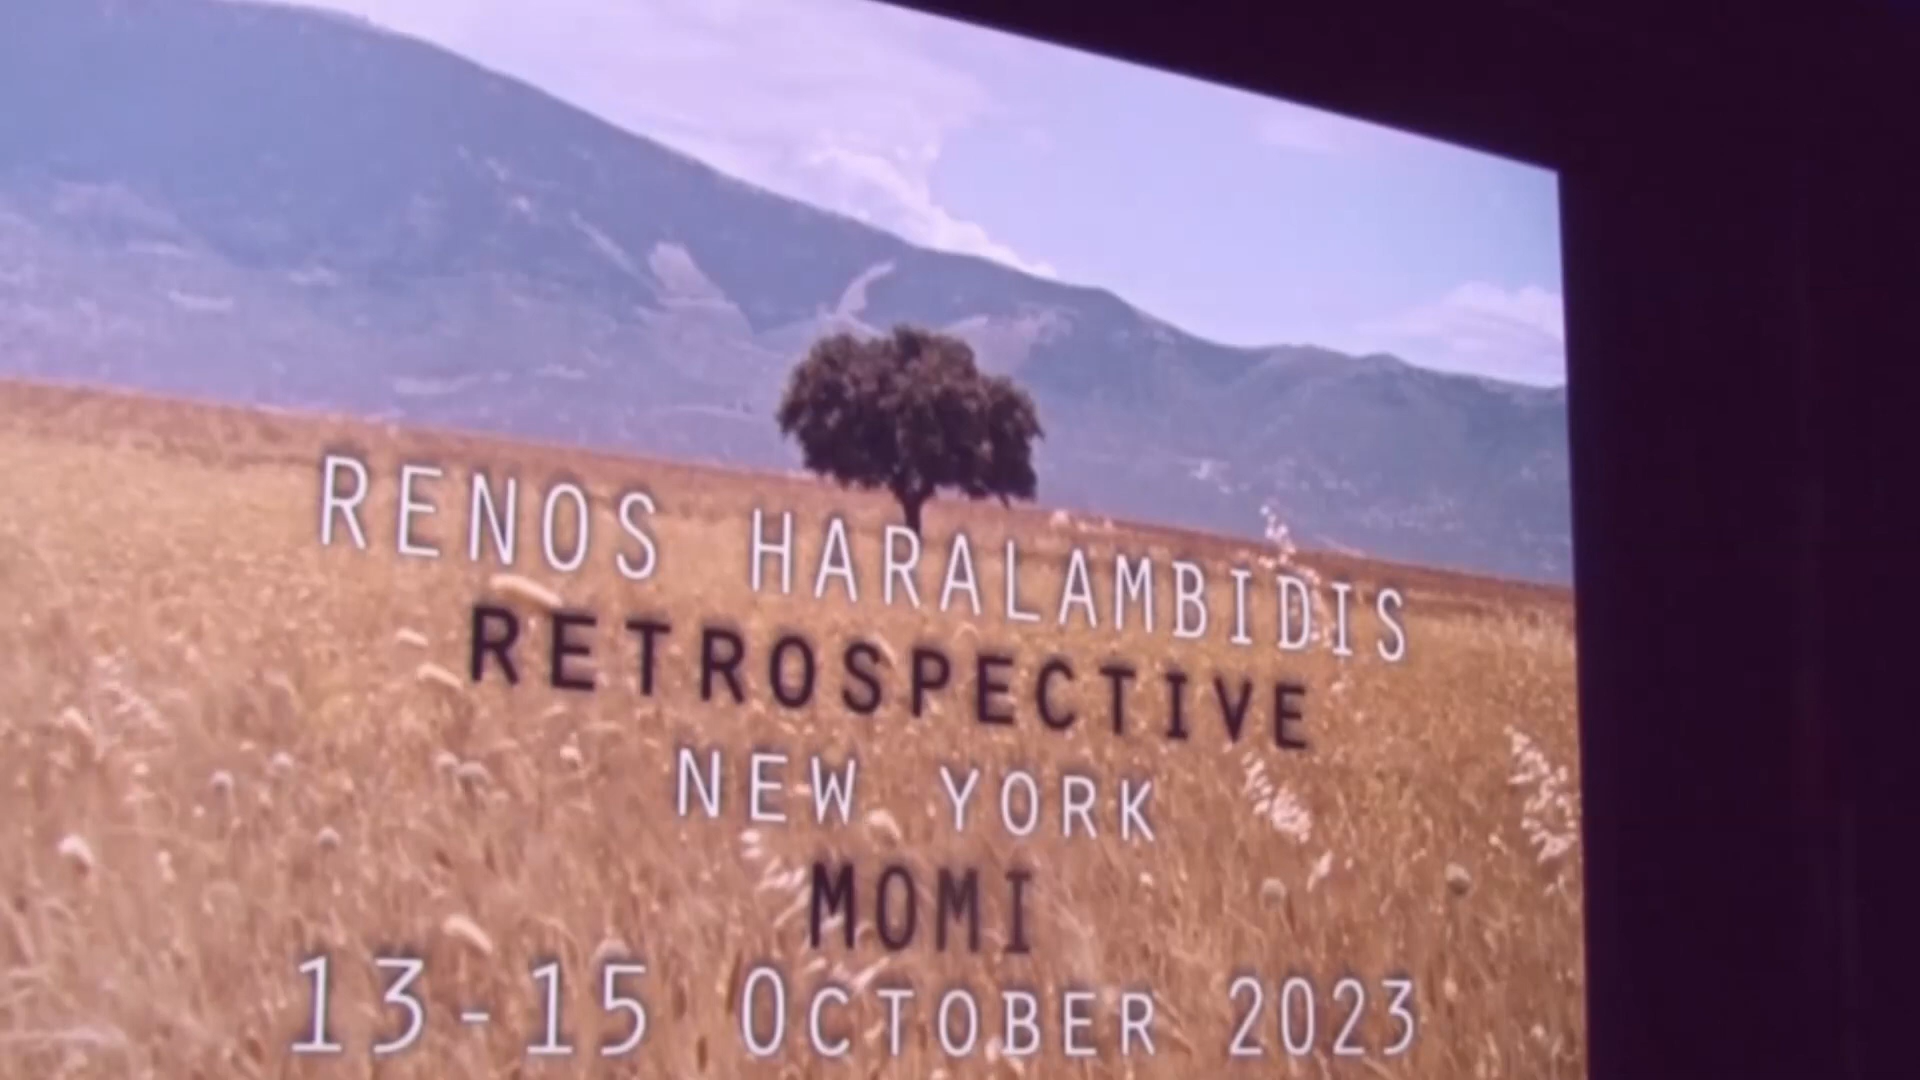 RENOS HARALAMBIDIS
RETROSPECTIVE
NEW YORK
MOMI
13-15 OCTOBER 2023